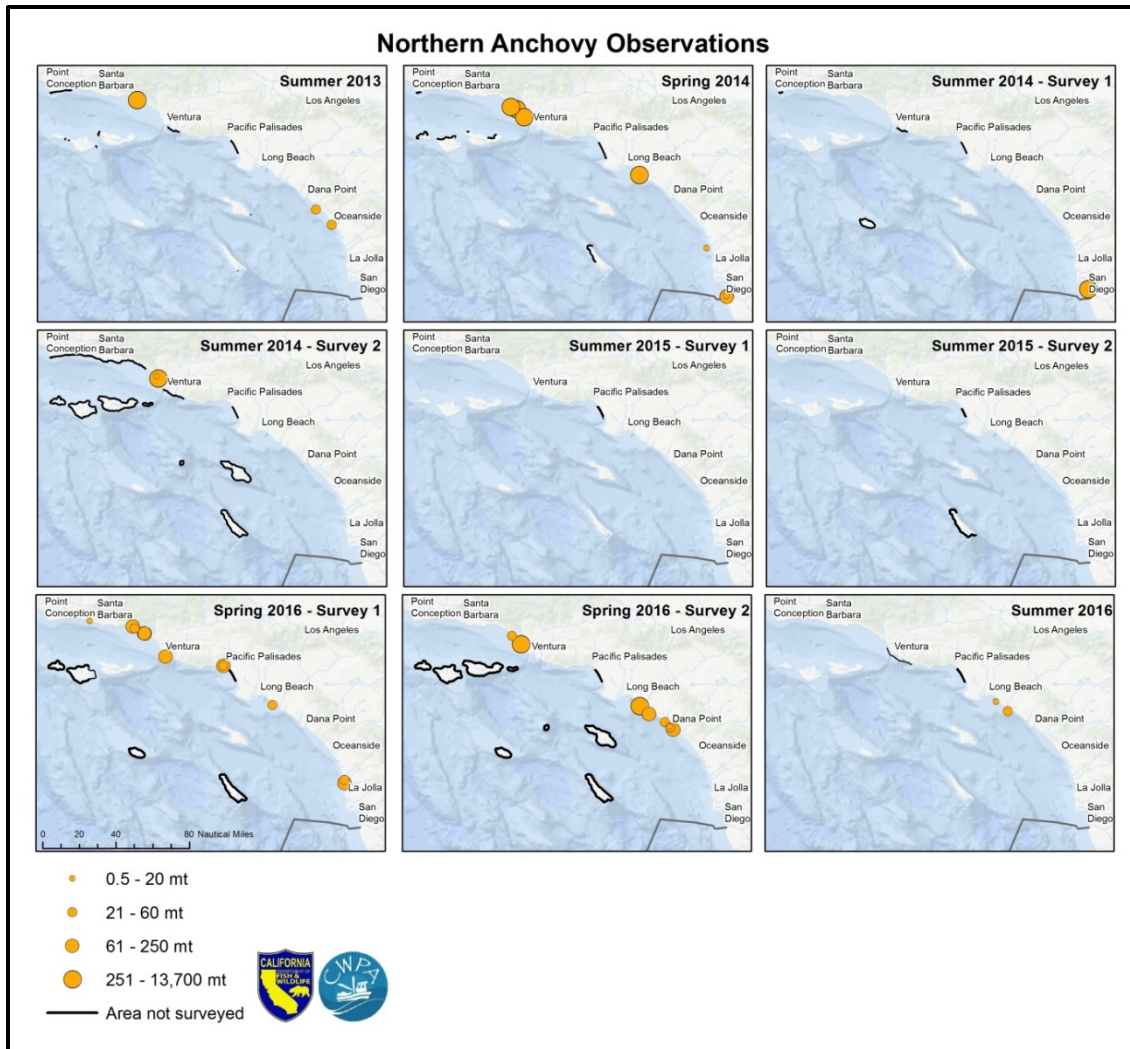 Northern Anchovy Observations
Point Conception
Santa Barbara
Summer 2013
Los Angeles
Ventura
Pacific Palisades
Long Beach
Dana Point
Oceanside
La Jolla
San Diego
Point Conception
Santa Barbara
Spring 2014
Los Angeles
Ventura
Pacific Palisades
Long Beach
Dana Point
Oceanside
La Jolla
San Diego
Point Conception
Santa Barbara
Summer 2014 - Survey 1
Los Angeles
Ventura
Pacific Palisades
Long Beach
Dana Point
Oceanside
La Jolla
San Diego
Point Conception
Santa Barbara
Summer 2014 - Survey 2
Los Angeles
Ventura
Pacific Palisades
Long Beach
Dana Point
Oceanside
La Jolla
San Diego
Point Conception
Santa Barbara
Summer 2015 - Survey 1
Los Angeles
Ventura
Pacific Palisades
Long Beach
Dana Point
Oceanside
La Jolla
San Diego
Point Conception
Santa Barbara
Summer 2015 - Survey 2
Los Angeles
Ventura
Pacific Palisades
Long Beach
Dana Point
Oceanside
La Jolla
San Diego
Point Conception
Santa Barbara
Spring 2016 - Survey 1
Los Angeles
Ventura
Pacific Palisades
Long Beach
Dana Point
Oceanside
La Jolla
San Diego
0 20 40 80 Nautical Miles
Point Conception
Santa Barbara
Spring 2016 - Survey 2
Los Angeles
Ventura
Pacific Palisades
Long Beach
Dana Point
Oceanside
La Jolla
San Diego
Point Conception
Santa Barbara
Summer 2016
Los Angeles
Ventura
Pacific Palisades
Long Beach
Dana Point
Oceanside
La Jolla
San Diego
0.5 - 20 mt
21 - 60 mt
61 - 250 mt
251 - 13,700 mt
Area not surveyed
CALIFORNIA
DEPARTMENT OF
FISH &
WILDLIFE
CWPA